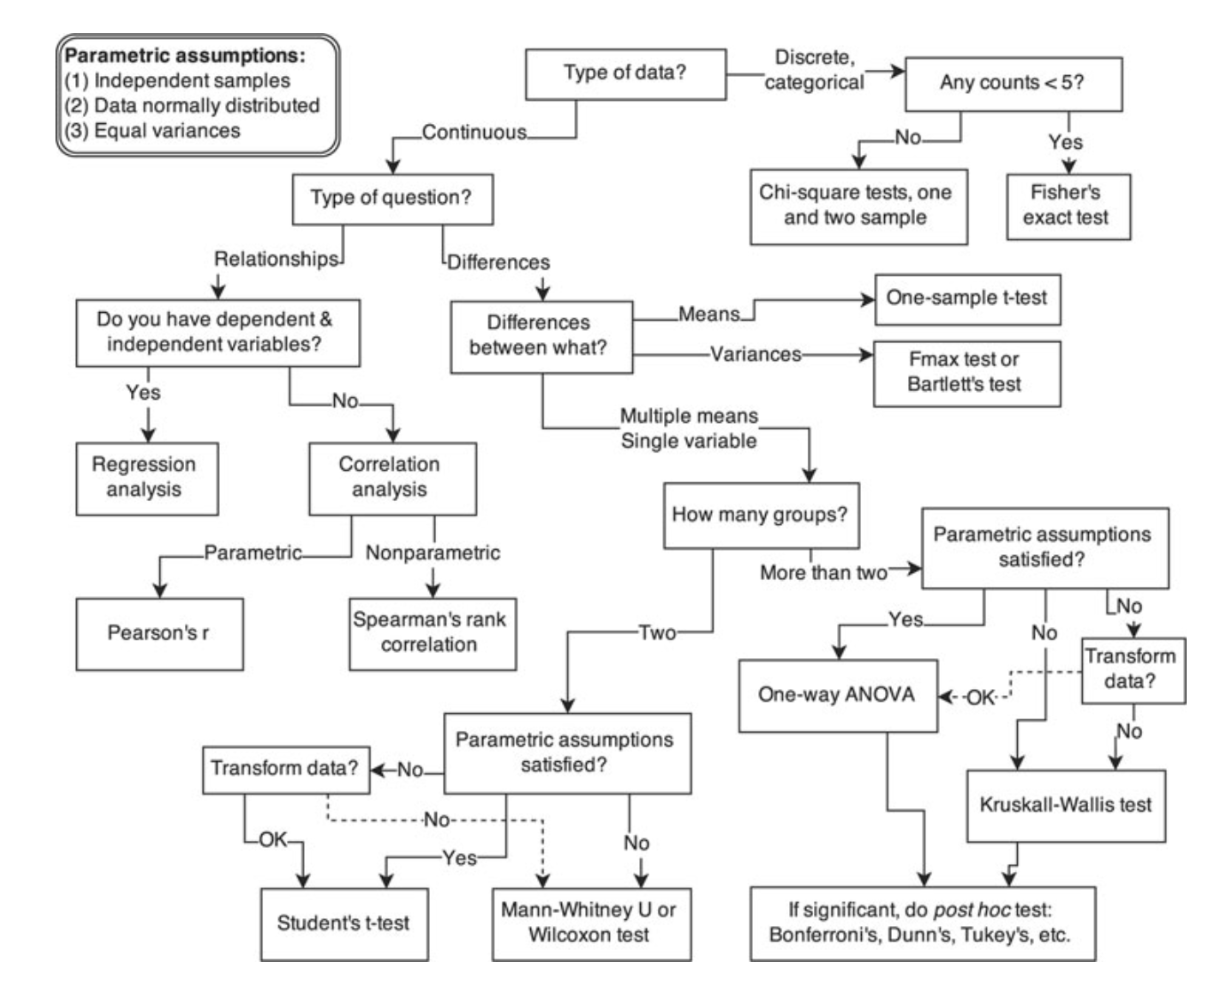 Parametric assumptions:
(1) Independent samples
(2) Data normally distributed
(3) Equal variances
Type of data?
Discrete,
categorical
Any counts < 5?
Continuous
No
Yes
Type of question?
Chi-square tests, one
and two sample
Fisher's
exact test
Relationships
Differences
Do you have dependent &
independent variables?
Differences
between what?
Means
One-sample t-test
Variances
Fmax test or
Bartlett's test
Yes
No
Multiple means
Single variable
Regression
analysis
Correlation
analysis
How many groups?
Parametric assumptions
satisfied?
Parametric
Nonparametric
More than two
Pearson's r
Spearman's rank
correlation
Two
Yes
No
No
Transform
data?
One-way ANOVA
OK
No
Parametric assumptions
satisfied?
Transform data?
No
Kruskall-Wallis test
OK
No
Yes
No
Student's t-test
Mann-Whitney U or
Wilcoxon test
If significant, do post hoc test:
Bonferroni's, Dunn's, Tukey's, etc.